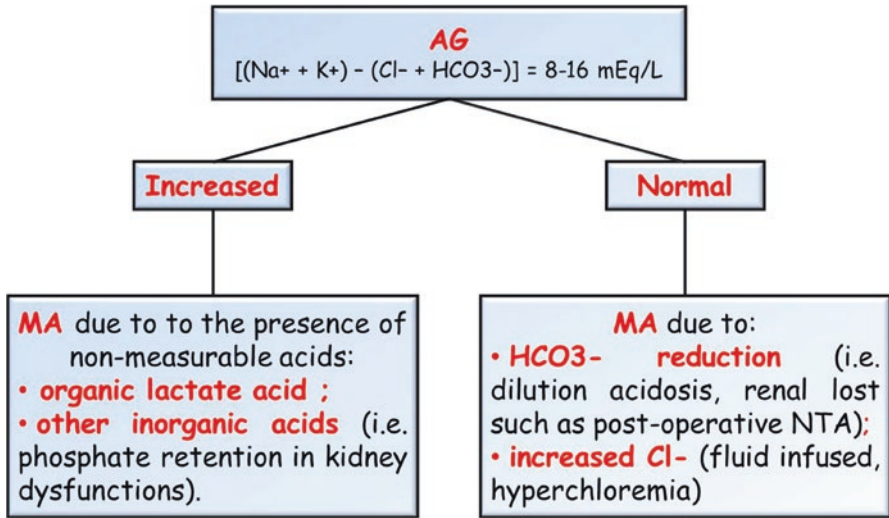 AG
[(Na+ + K+) – (Cl- + HCO3-)] = 8-16 mEq/L
Increased
Normal
MA due to to the presence of
non-measurable acids:
• organic lactate acid ;
• other inorganic acids (i.e.
phosphate retention in kidney
dysfunctions).
MA due to:
• HCO3- reduction (i.e.
dilution acidosis, renal lost
such as post-operative NTA);
• increased Cl- (fluid infused,
hyperchloremia)